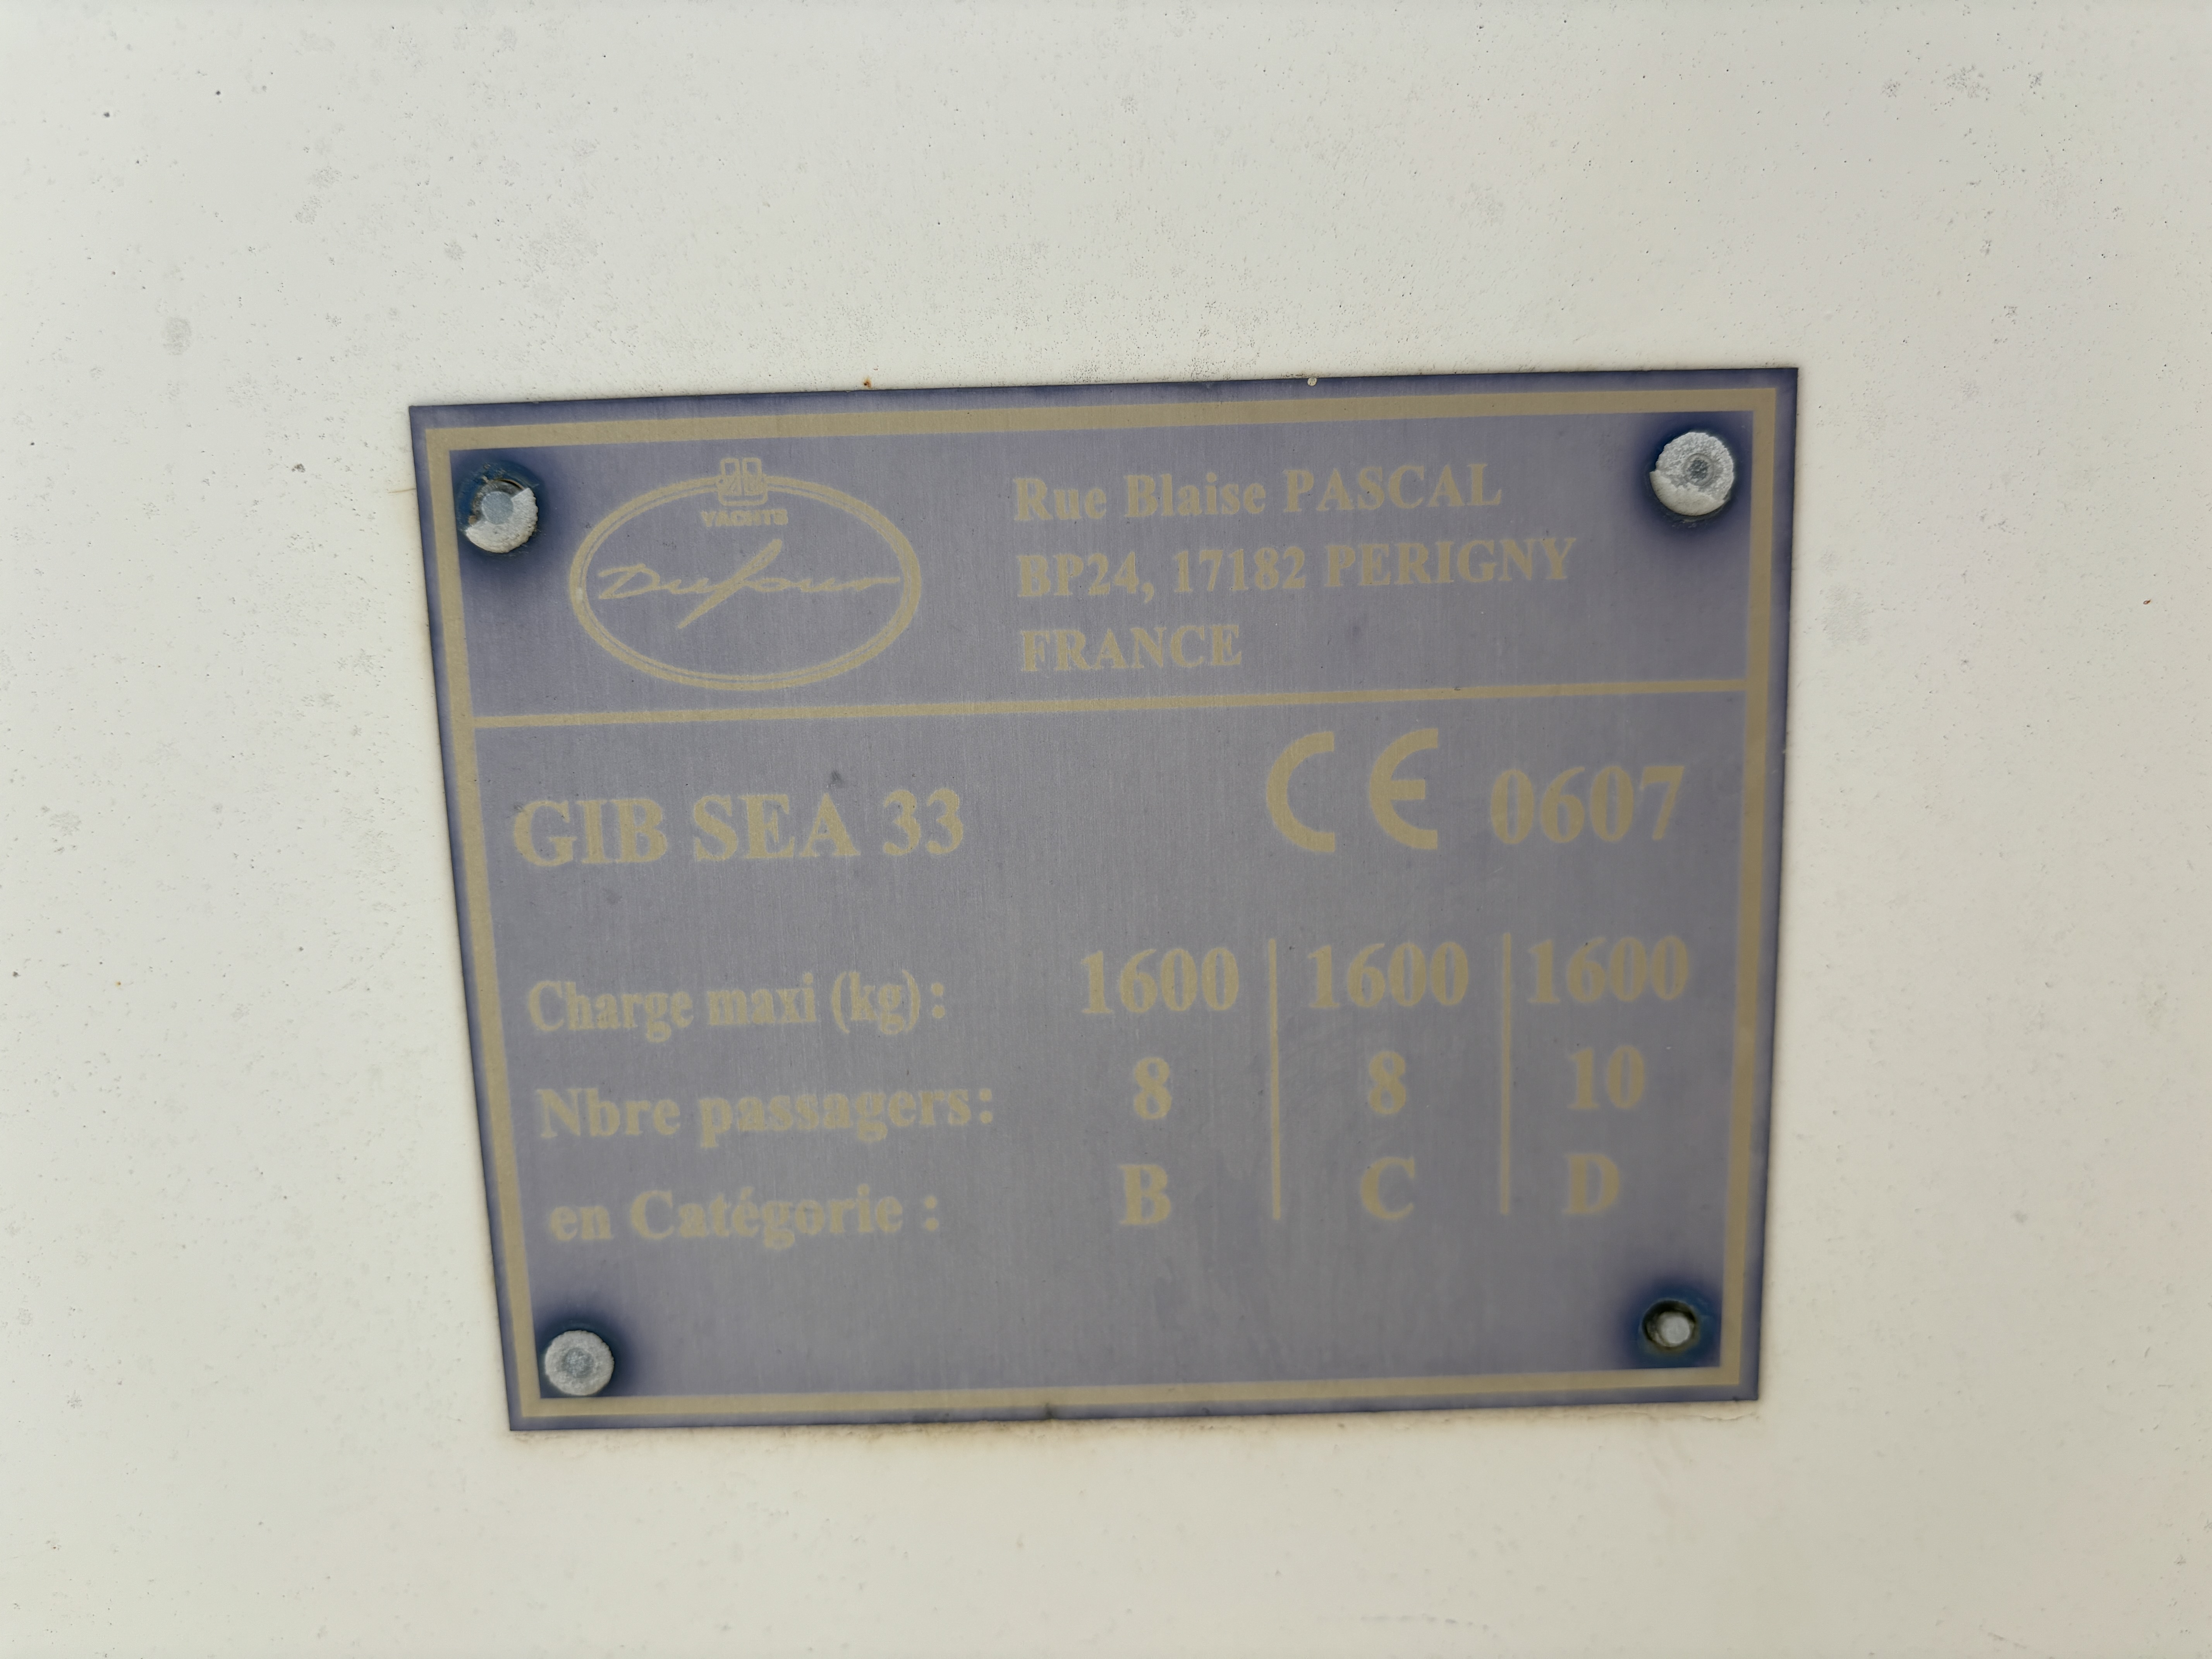 YACHTS
Dufour
Rue Blaise PASCAL
BP24, 17182 PERIGNY
FRANCE
GIB SEA 33
CE 0607
Charge maxi (kg) : 1600 1600 1600
Nbre passagers : 8 8 10
en Catégorie : B C D